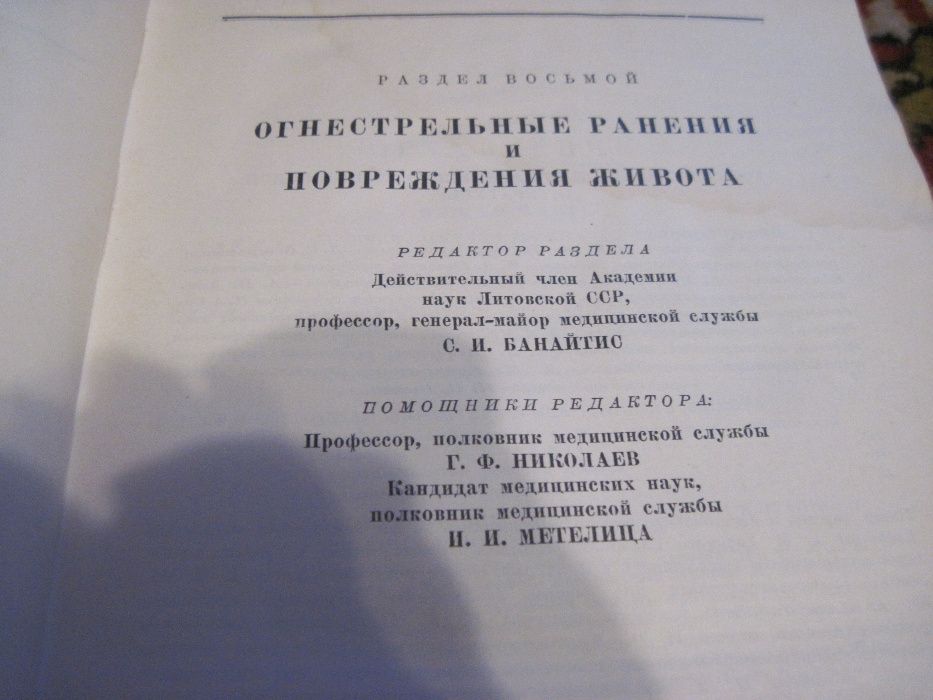 РАЗДЕЛ ВОСЬМОЙ
ОГНЕСТРЕЛЬНЫЕ РАНЕНИЯ
И
ПОВРЕЖДЕНИЯ ЖИВОТА
РЕДАКТОР РАЗДЕЛА
Действительный член Академии
наук Литовской ССР,
профессор, генерал-майор медицинской службы
С. И. БАНАЙТИС
ПОМОЩНИКИ РЕДАКТОРА:
Профессор, полковник медицинской службы
Г. Ф. НИКОЛАЕВ
Кандидат медицинских наук,
полковник медицинской службы
И. И. МЕТЕЛИЦА